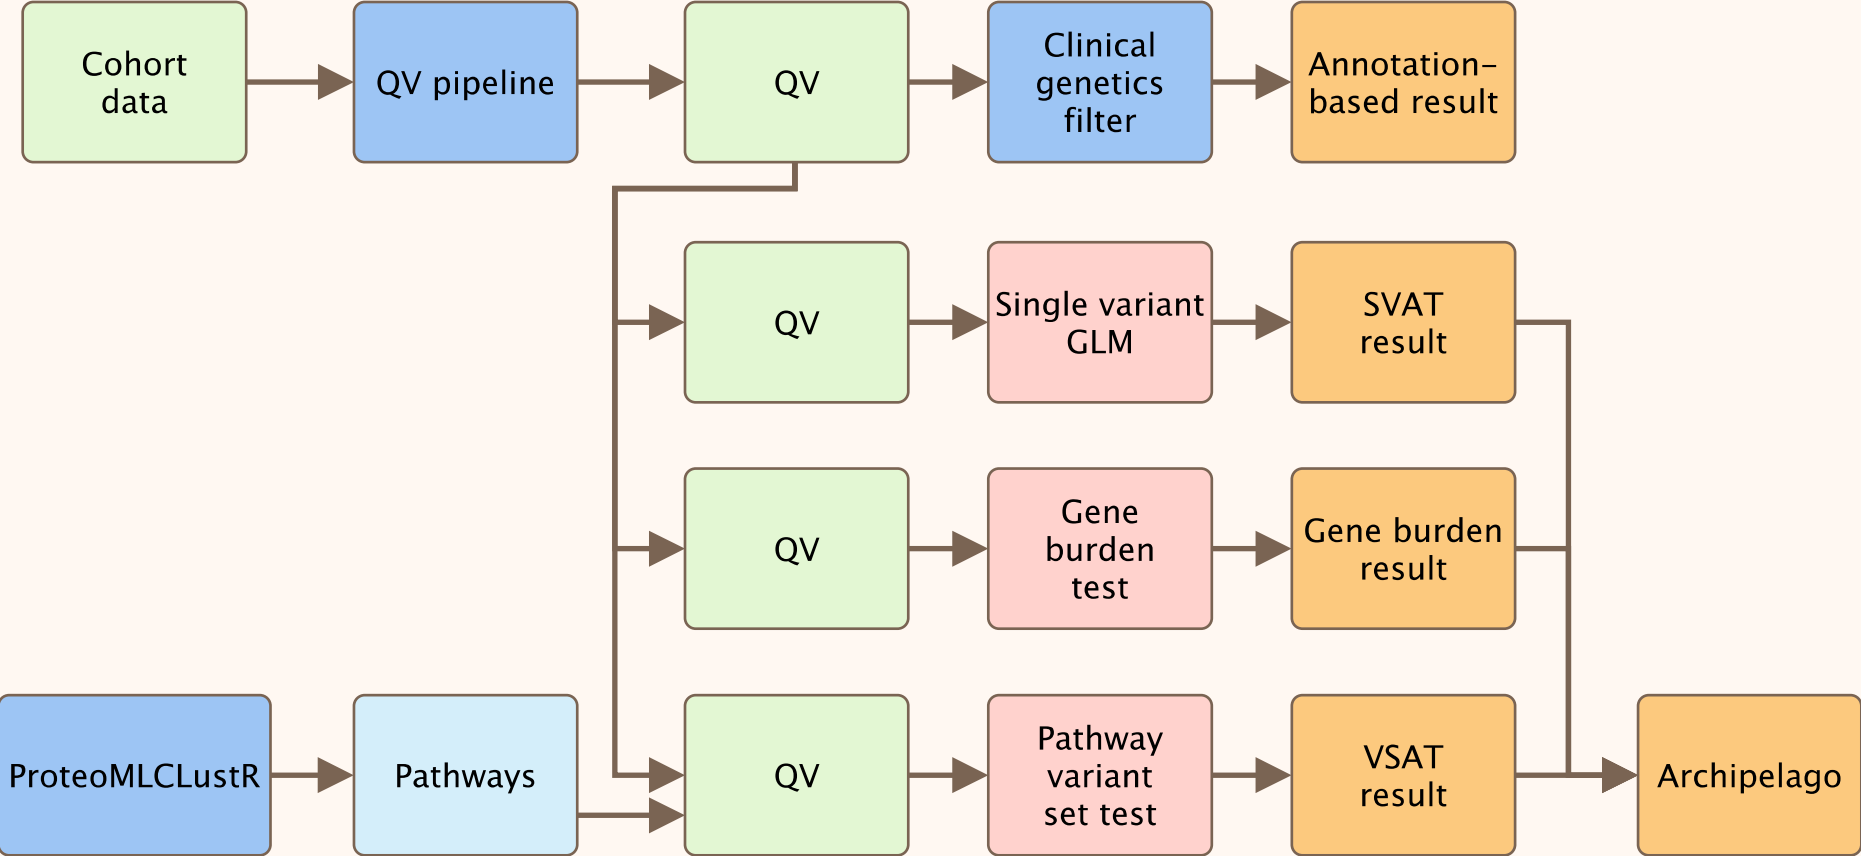 Cohort
data
QV pipeline
QV
Clinical
genetics
filter
Annotation-
based result
QV
Single variant
GLM
SVAT
result
QV
Gene
burden
test
Gene burden
result
ProteoMLCLustR
Pathways
QV
Pathway
variant
set test
VSAT
result
Archipelago